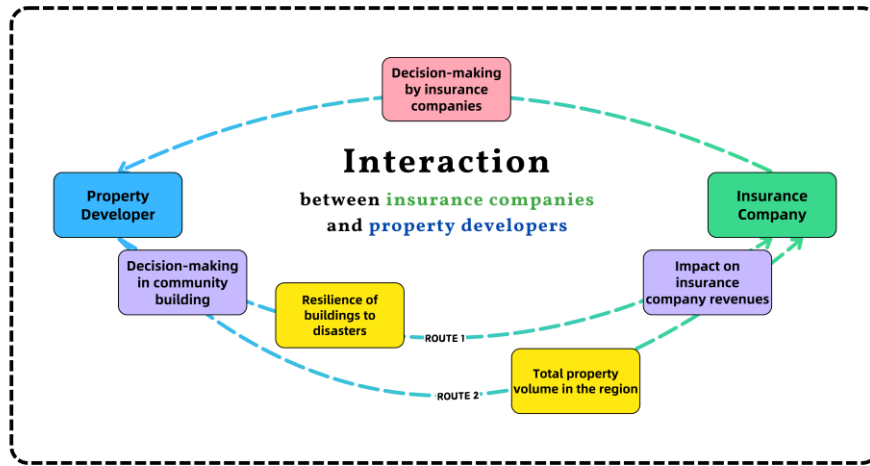 Decision-making
by insurance
companies
Interaction
between insurance companies
and property developers
Property
Developer
Insurance
Company
Decision-making
in community
building
Resilience of
buildings to
disasters
Impact on
insurance
company revenues
ROUTE 1
Total property
volume in the region
ROUTE 2